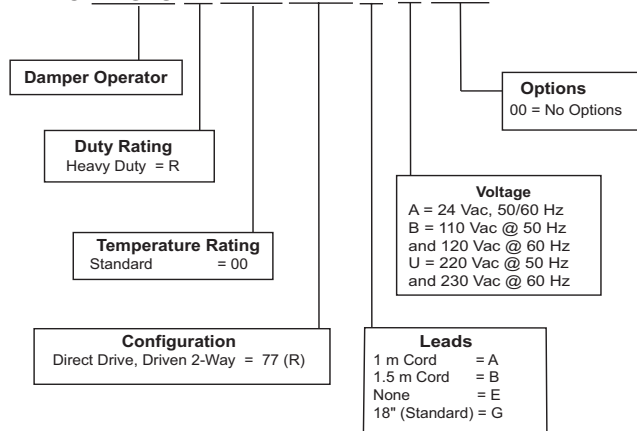 Damper Operator
Options
00 = No Options
Duty Rating
Heavy Duty = R
Voltage
A = 24 Vac, 50/60 Hz
B = 110 Vac @ 50 Hz
and 120 Vac @ 60 Hz
U = 220 Vac @ 50 Hz
and 230 Vac @ 60 Hz
Temperature Rating
Standard = 00
Configuration
Direct Drive, Driven 2-Way = 77 (R)
Leads
1 m Cord = A
1.5 m Cord = B
None = E
18" (Standard) = G